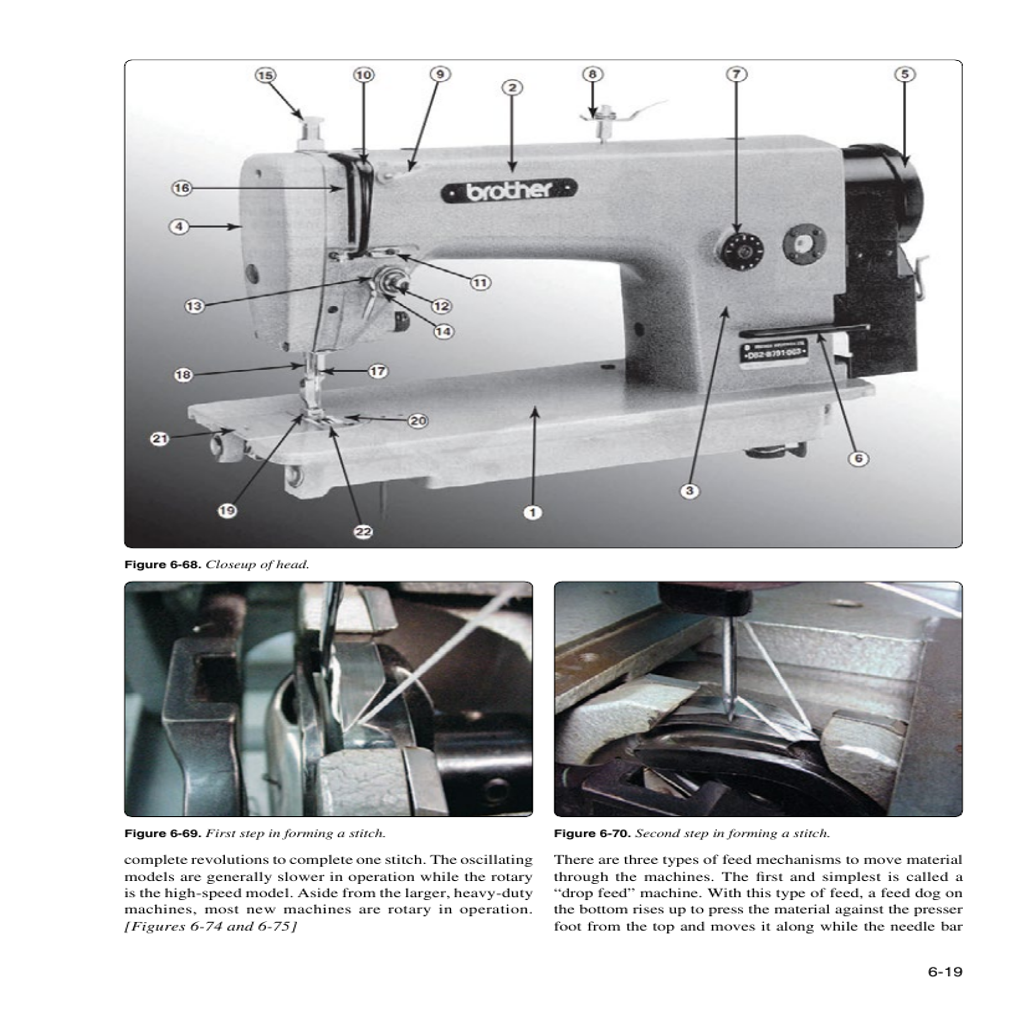 15
10
9
2
8
7
5
16
4
brother
11
13
12
14
DB2-B791-003
18
17
20
21
6
3
19
1
22
Figure 6-68. Closeup of head.
Figure 6-69. First step in forming a stitch.
Figure 6-70. Second step in forming a stitch.
complete revolutions to complete one stitch. The oscillating
models are generally slower in operation while the rotary
is the high-speed model. Aside from the larger, heavy-duty
machines, most new machines are rotary in operation.
[Figures 6-74 and 6-75]
There are three types of feed mechanisms to move material
through the machines. The first and simplest is called a
“drop feed” machine. With this type of feed, a feed dog on
the bottom rises up to press the material against the presser
foot from the top and moves it along while the needle bar
6-19